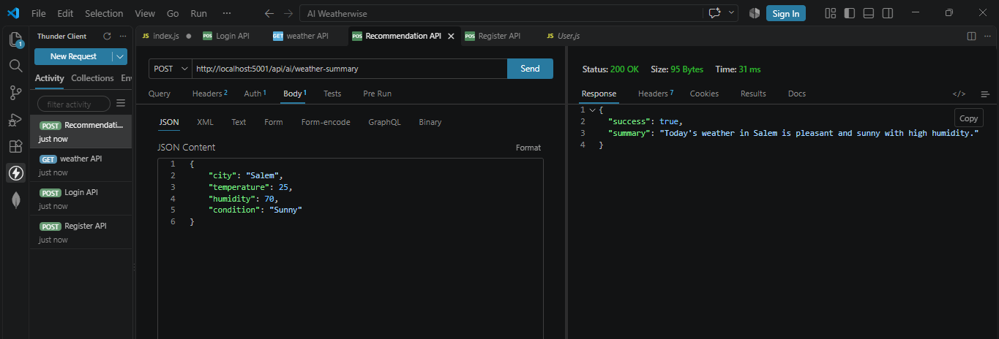 File Edit Selection View Go Run ··· ← → AI Weatherwise Sign In
Thunder Client ···
JS index.js ● POS Login API GET weather API POS Recommendation API × POS Register API JS User.js ···
1
New Request
Activity Collections En
filter activity
POST Recommendati...
just now
GET weather API
just now
POST Login API
just now
POST Register API
just now
POST http://localhost:5001/api/ai/weather-summary Send
Query Headers 2 Auth 1 Body 1 Tests Pre Run
JSON XML Text Form Form-encode GraphQL Binary
JSON Content Format
1 {
2 "city": "Salem",
3 "temperature": 25,
4 "humidity": 70,
5 "condition": "Sunny"
6 }
Status: 200 OK Size: 95 Bytes Time: 31 ms
Response Headers 7 Cookies Results Docs </>
Copy
1 {
2 "success": true,
3 "summary": "Today's weather in Salem is pleasant and sunny with high humidity."
4 }